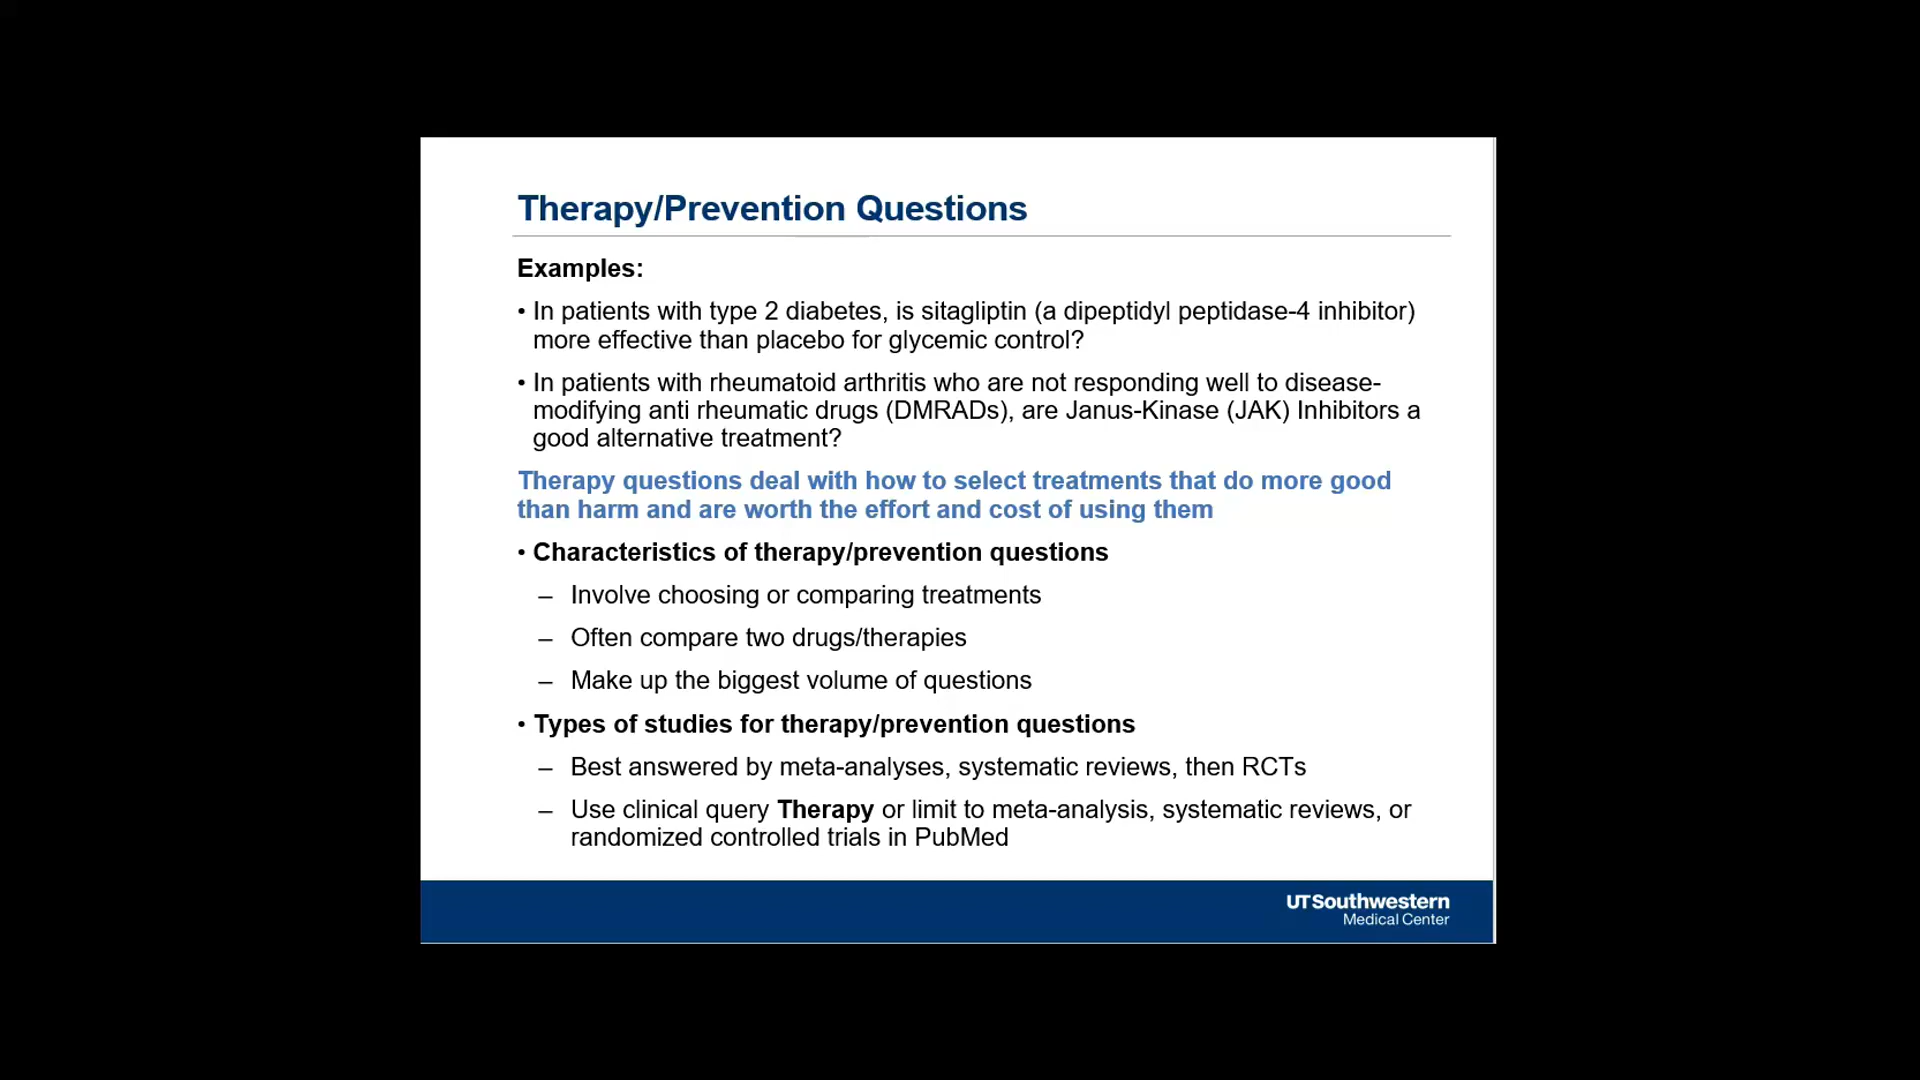 Therapy/Prevention Questions
Examples:
• In patients with type 2 diabetes, is sitagliptin (a dipeptidyl peptidase-4 inhibitor)
more effective than placebo for glycemic control?
• In patients with rheumatoid arthritis who are not responding well to disease-
modifying anti rheumatic drugs (DMRADs), are Janus-Kinase (JAK) Inhibitors a
good alternative treatment?
Therapy questions deal with how to select treatments that do more good
than harm and are worth the effort and cost of using them
• Characteristics of therapy/prevention questions
– Involve choosing or comparing treatments
– Often compare two drugs/therapies
– Make up the biggest volume of questions
• Types of studies for therapy/prevention questions
– Best answered by meta-analyses, systematic reviews, then RCTs
– Use clinical query Therapy or limit to meta-analysis, systematic reviews, or
randomized controlled trials in PubMed
UTSouthwestern
Medical Center